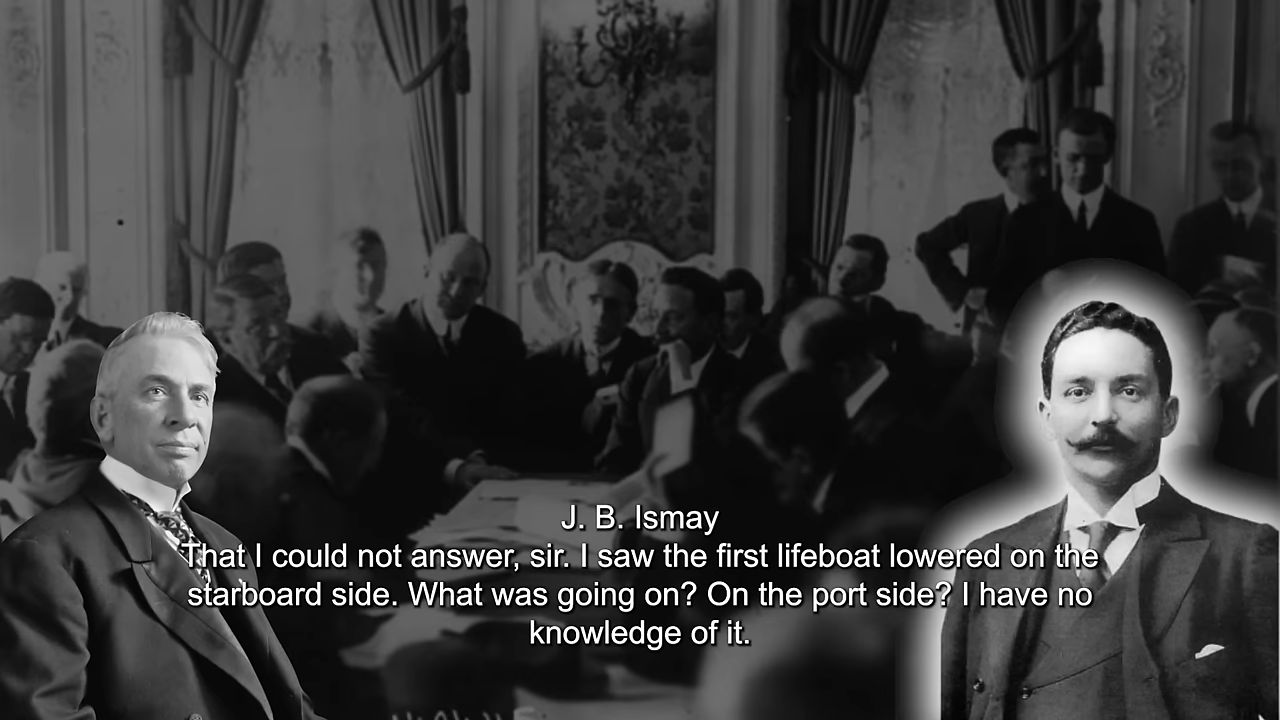 J. B. Ismay
That I could not answer, sir. I saw the first lifeboat lowered on the
starboard side. What was going on? On the port side? I have no
knowledge of it.